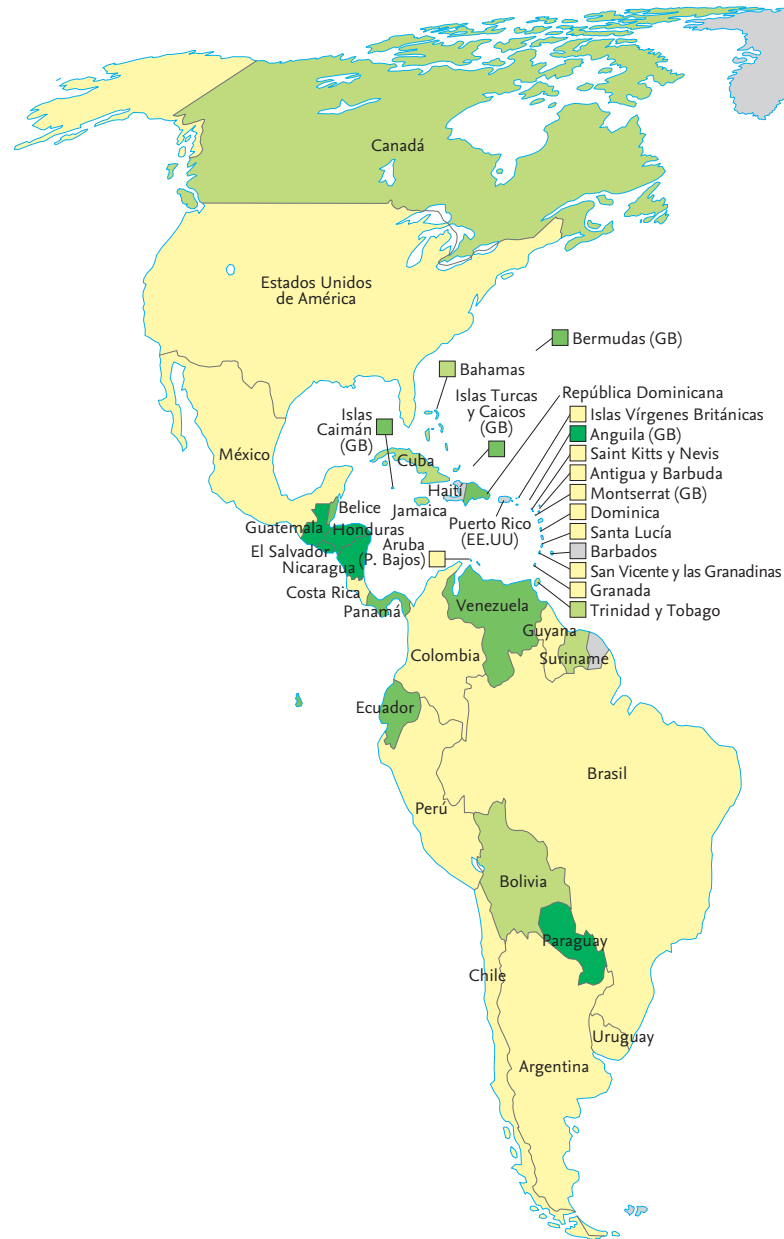 Canadá
Estados Unidos
de América
Bermudas (GB)
Bahamas
Islas Turcas
y Caicos
(GB)
República Dominicana
Islas
Caimán
(GB)
Islas Vírgenes Británicas
Anguila (GB)
Saint Kitts y Nevis
Antigua y Barbuda
Montserrat (GB)
Dominica
Santa Lucía
Barbados
San Vicente y las Granadinas
Granada
Trinidad y Tobago
México
Cuba
Haití
Jamaica
Puerto Rico
(EE.UU)
Belice
Guatemala
Honduras
El Salvador
Nicaragua
Aruba
(P. Bajos)
Costa Rica
Panamá
Venezuela
Guyana
Suriname
Colombia
Ecuador
Brasil
Perú
Bolivia
Paraguay
Chile
Uruguay
Argentina